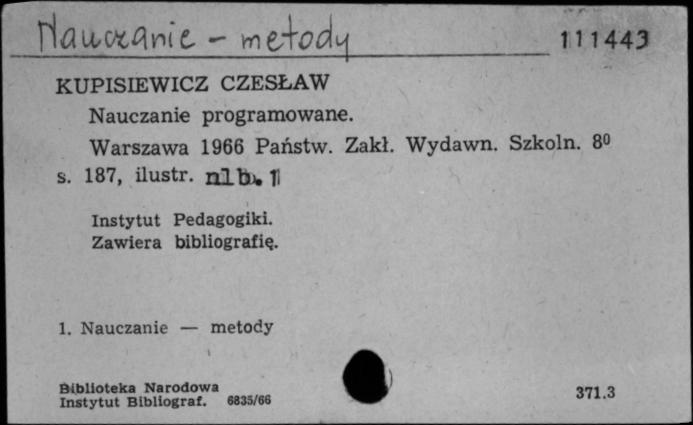 Nauczanie - metody 111443
KUPISIEWICZ CZESŁAW
Nauczanie programowane.
Warszawa 1966 Państw. Zakł. Wydawn. Szkoln. 8⁰
s. 187, ilustr. nlb. 1
Instytut Pedagogiki.
Zawiera bibliografię.
1. Nauczanie — metody
Biblioteka Narodowa
Instytut Bibliograf. 6835/66 371.3